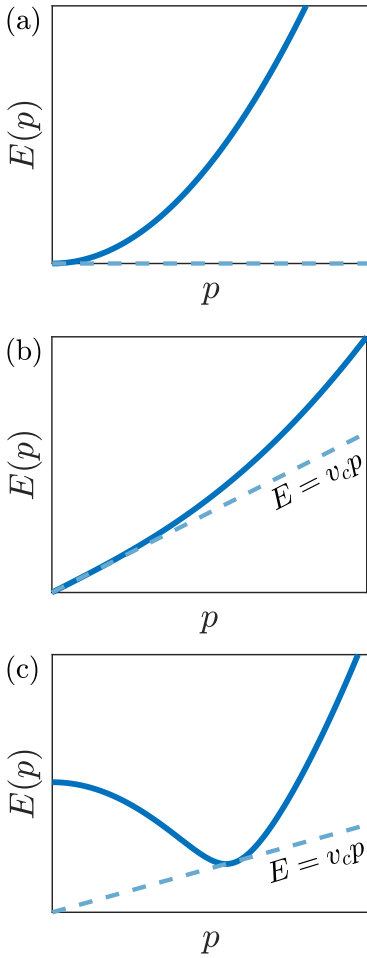 (a)
E(p)
p
(b)
E(p)
E = v_c p
p
(c)
E(p)
E = v_c p
p